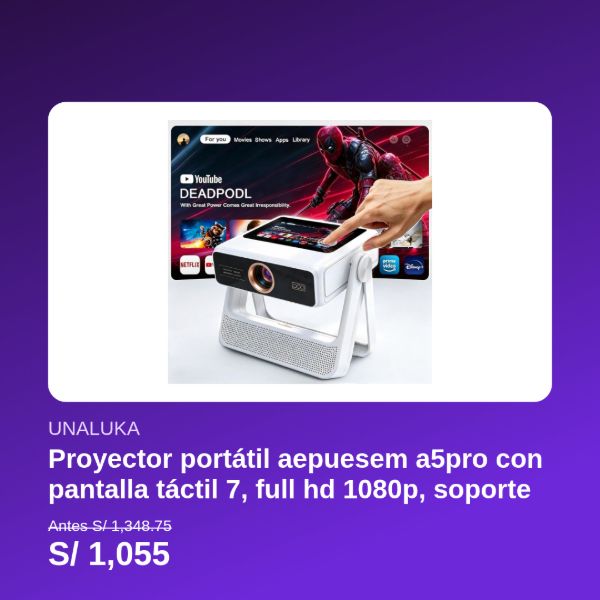 For you Movies Shows Apps Library
YouTube
DEADPODL
With Great Power Comes Great Irresponsibility.
NETFLIX
prime video
Disney+
UNALUKA
Proyector portátil aepuesem a5pro con
pantalla táctil 7, full hd 1080p, soporte
Antes S/ 1,348.75
S/ 1,055